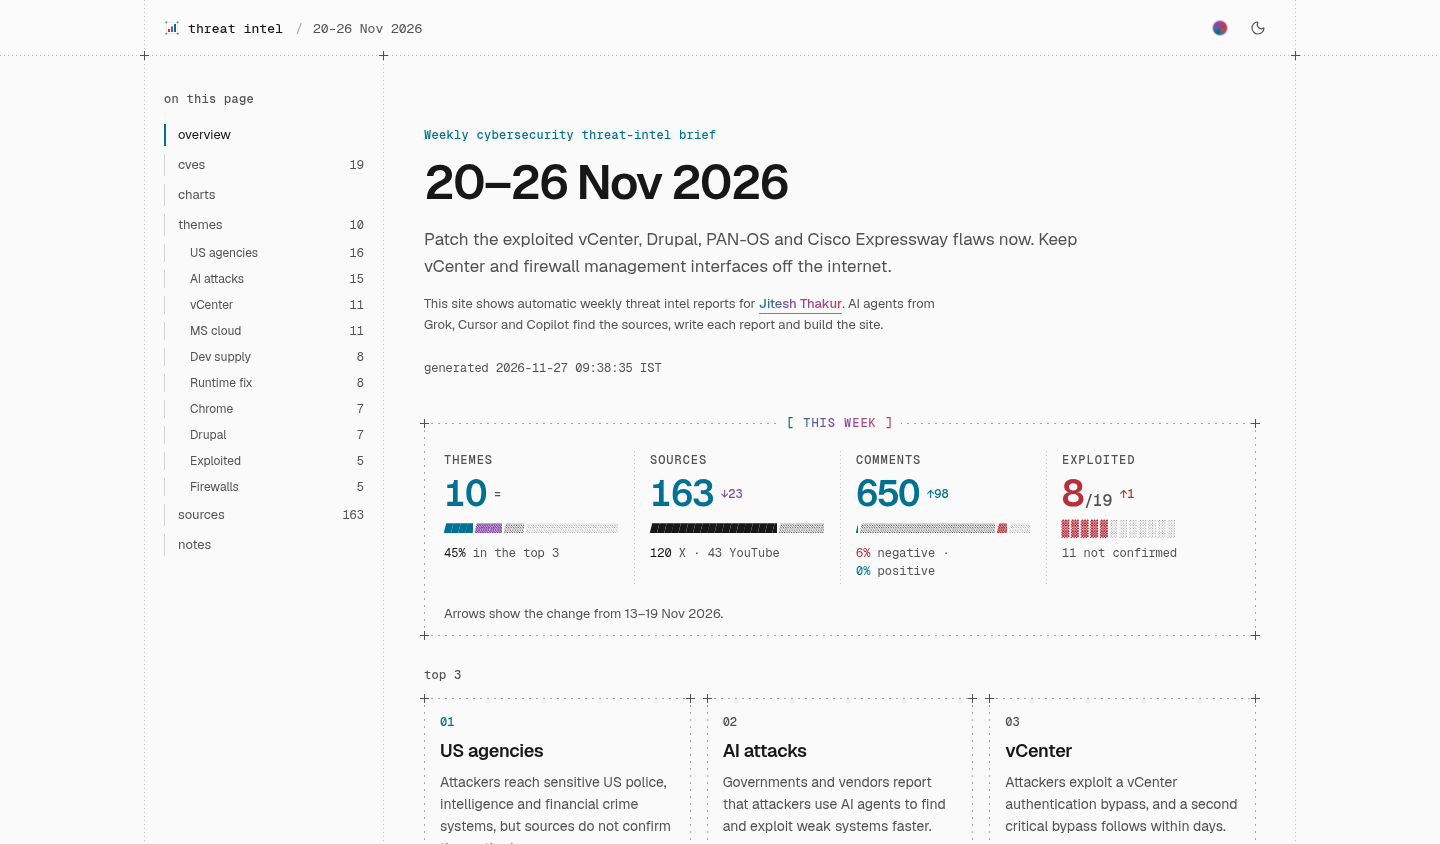 threat intel / 20–26 Nov 2026
on this page
overview
cves 19
charts
themes 10
US agencies 16
AI attacks 15
vCenter 11
MS cloud 11
Dev supply 8
Runtime fix 8
Chrome 7
Drupal 7
Exploited 5
Firewalls 5
sources 163
notes
Weekly cybersecurity threat-intel brief
20–26 Nov 2026
Patch the exploited vCenter, Drupal, PAN-OS and Cisco Expressway flaws now. Keep
vCenter and firewall management interfaces off the internet.
This site shows automatic weekly threat intel reports for Jitesh Thakur. AI agents from
Grok, Cursor and Copilot find the sources, write each report and build the site.
generated 2026-11-27 09:38:35 IST
[ THIS WEEK ]
THEMES
10 =
45% in the top 3
SOURCES
163 ↓23
120 X · 43 YouTube
COMMENTS
650 ↑98
6% negative ·
0% positive
EXPLOITED
8/19 ↑1
11 not confirmed
Arrows show the change from 13–19 Nov 2026.
top 3
01
US agencies
Attackers reach sensitive US police,
intelligence and financial crime
systems, but sources do not confirm
02
AI attacks
Governments and vendors report
that attackers use AI agents to find
and exploit weak systems faster.
03
vCenter
Attackers exploit a vCenter
authentication bypass, and a second
critical bypass follows within days.